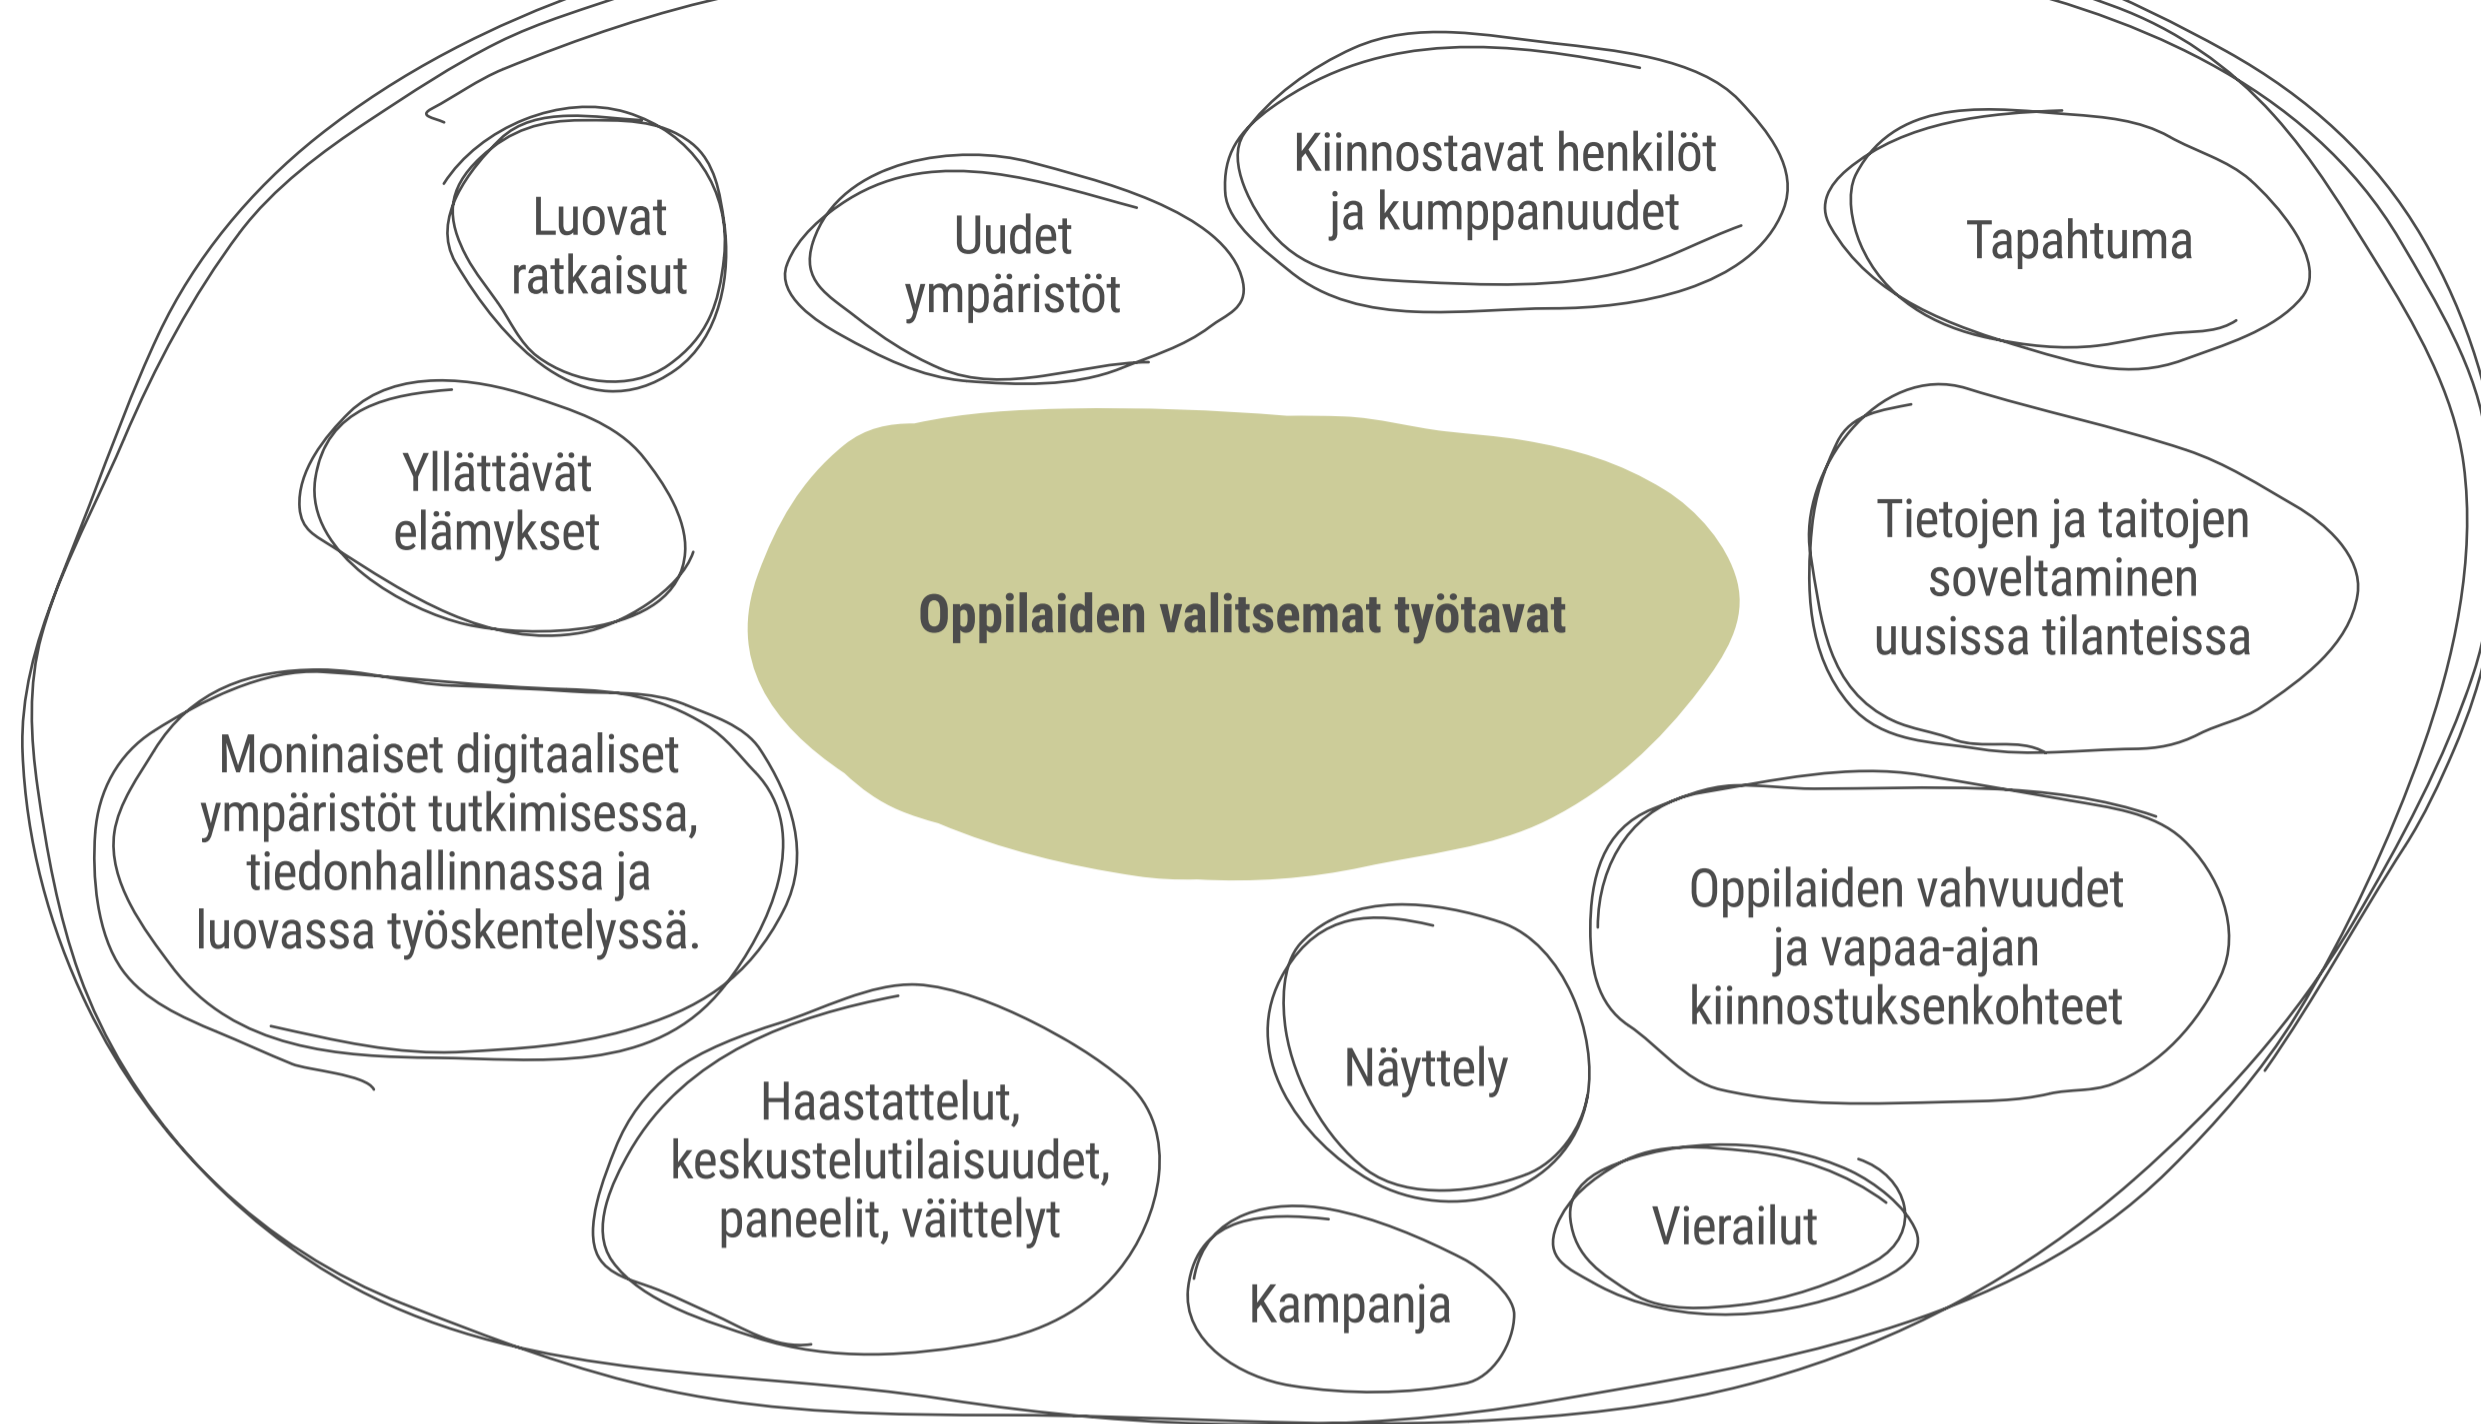 Luovat
ratkaisut
Uudet
ympäristöt
Kiinnostavat henkilöt
ja kumppanuudet
Tapahtuma
Yllättävät
elämykset
Oppilaiden valitsemat työtavat
Tietojen ja taitojen
soveltaminen
uusissa tilanteissa
Moninaiset digitaaliset
ympäristöt tutkimisessa,
tiedonhallinnassa ja
luovassa työskentelyssä.
Oppilaiden vahvuudet
ja vapaa-ajan
kiinnostuksenkohteet
Haastattelut,
keskustelutilaisuudet,
paneelit, väittelyt
Näyttely
Vierailut
Kampanja